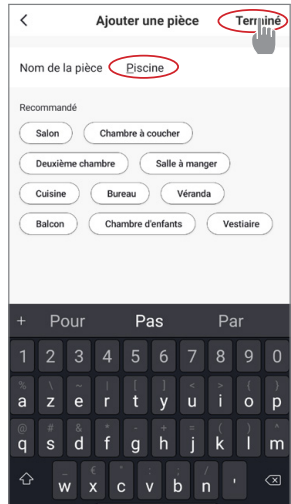 < Ajouter une pièce Terminé
Nom de la pièce Piscine
Recommandé
Salon Chambre à coucher
Deuxième chambre Salle à manger
Cuisine Bureau Véranda
Balcon Chambre d'enfants Vestiaire
+ Pour Pas Par
1 2 3 4 5 6 7 8 9 0
% \ ~ | [ ] < > { }
a z e r t y u i o p
@ # & * - + = ( ) ^
q s d f g h j k l m
_ € " ' : ; /
w x c v b n '